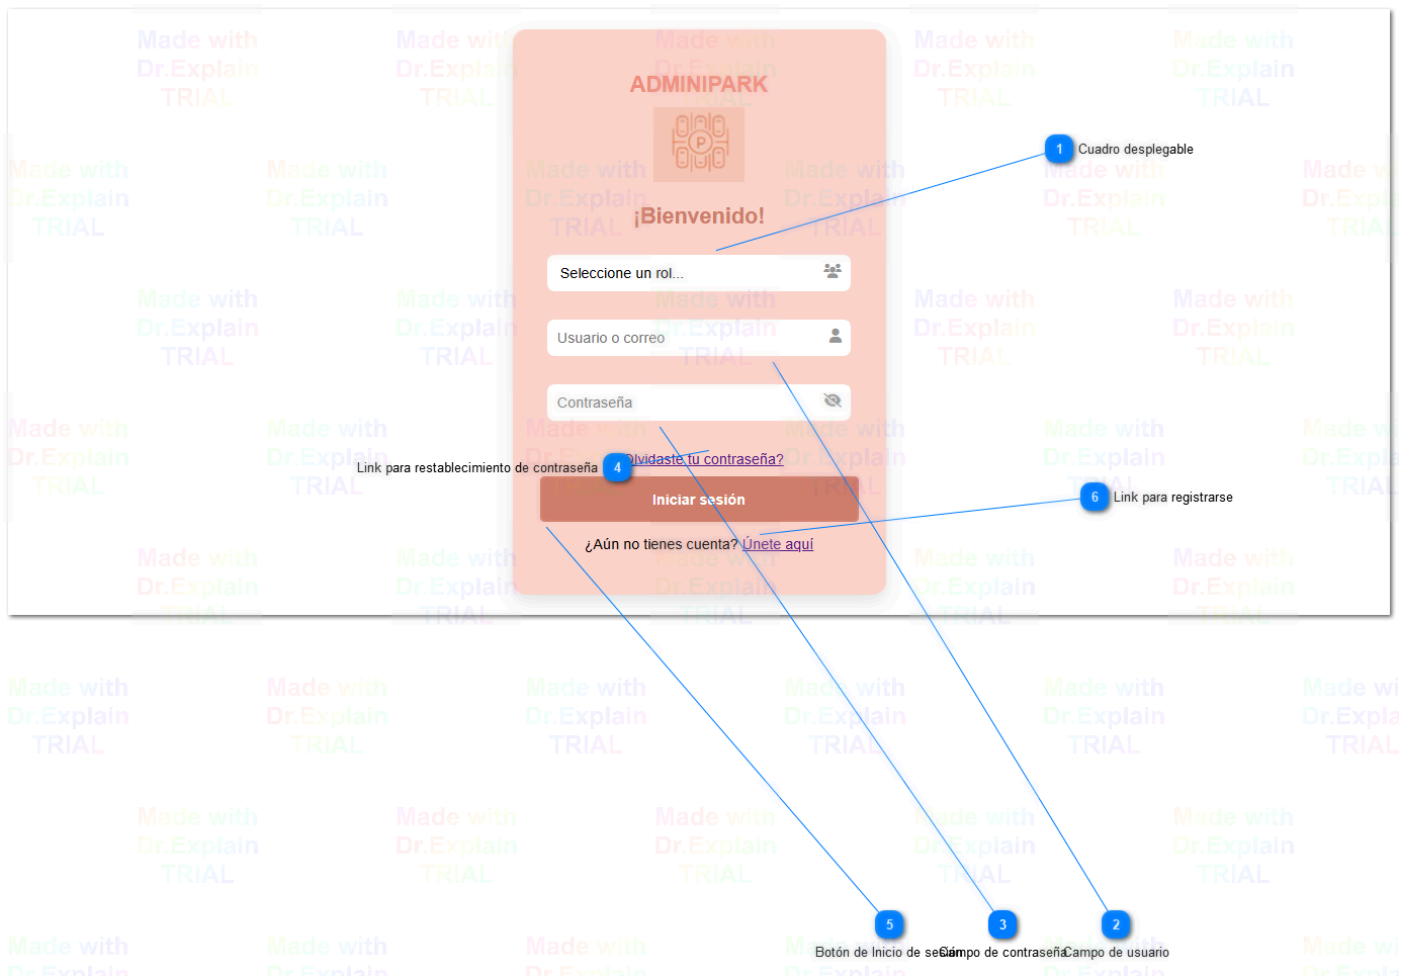 ADMINIPARK
P
¡Bienvenido!
1 Cuadro desplegable
Seleccione un rol...
Usuario o correo
Contraseña
Link para restablecimiento de contraseña 4
Olvidaste tu contraseña?
Iniciar sesión
6 Link para registrarse
¿Aún no tienes cuenta? Únete aquí
5
3
2
Botón de Inicio de sesión
Campo de contraseña
Campo de usuario
Made with
Dr.Explain
TRIAL